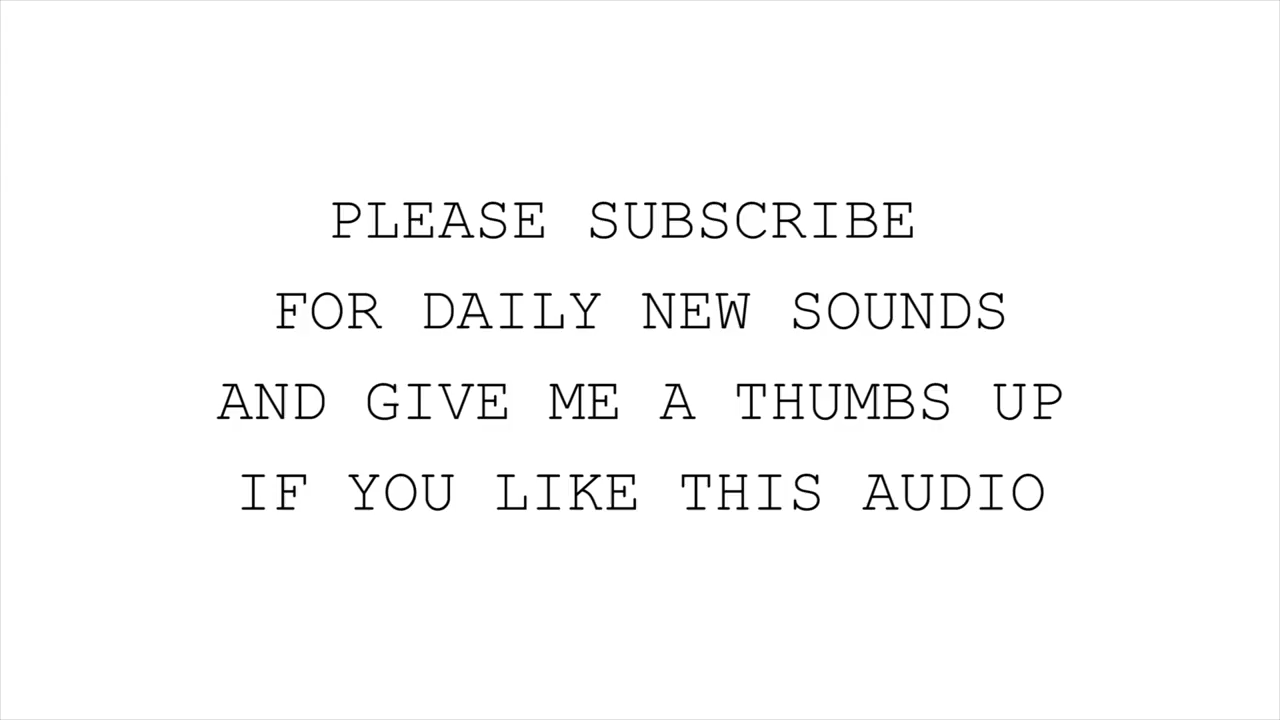 PLEASE SUBSCRIBE
FOR DAILY NEW SOUNDS
AND GIVE ME A THUMBS UP
IF YOU LIKE THIS AUDIO